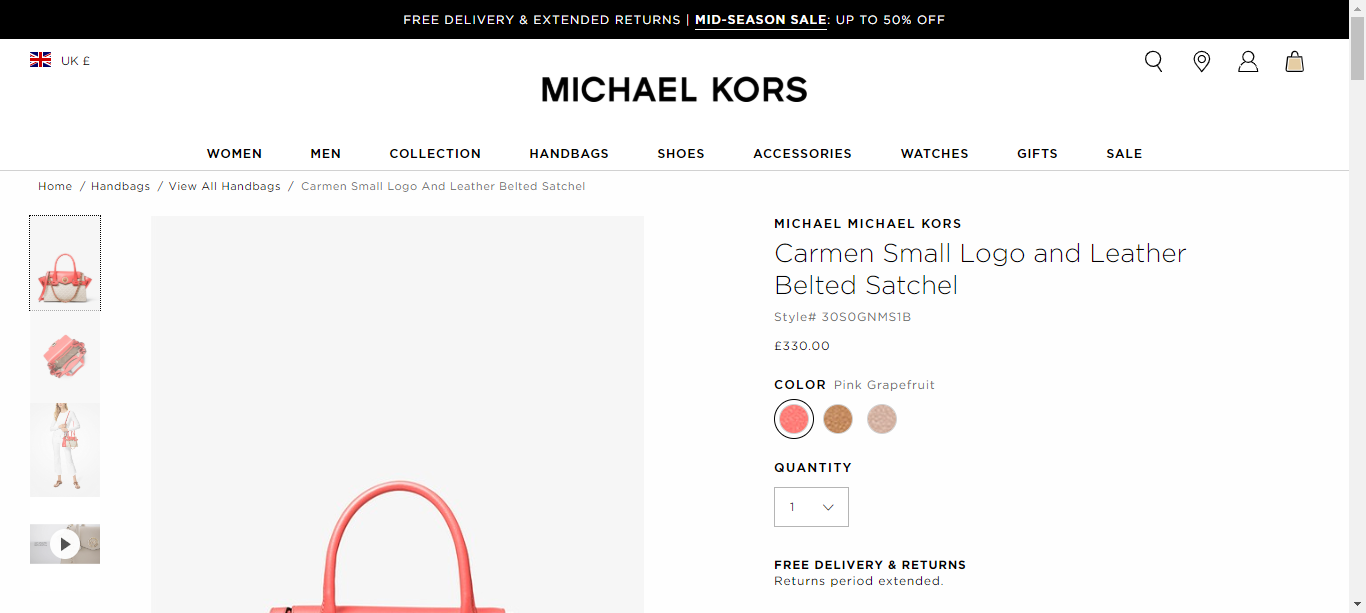 FREE DELIVERY & EXTENDED RETURNS | MID-SEASON SALE: UP TO 50% OFF
UK £
MICHAEL KORS
WOMEN MEN COLLECTION HANDBAGS SHOES ACCESSORIES WATCHES GIFTS SALE
Home / Handbags / View All Handbags / Carmen Small Logo And Leather Belted Satchel
MICHAEL MICHAEL KORS
Carmen Small Logo and Leather
Belted Satchel
Style# 30S0GNMS1B
£330.00
COLOR Pink Grapefruit
QUANTITY
1
FREE DELIVERY & RETURNS
Returns period extended.